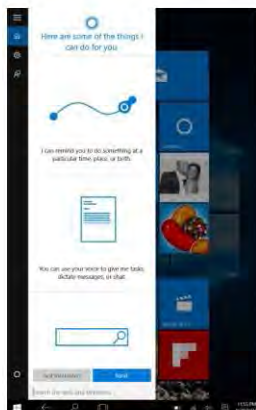 Here are some of the things I
can do for you
I can remind you to do something at a
particular time, place, or both.
You can use your voice to give me tasks,
dictate messages, or chat.
Next